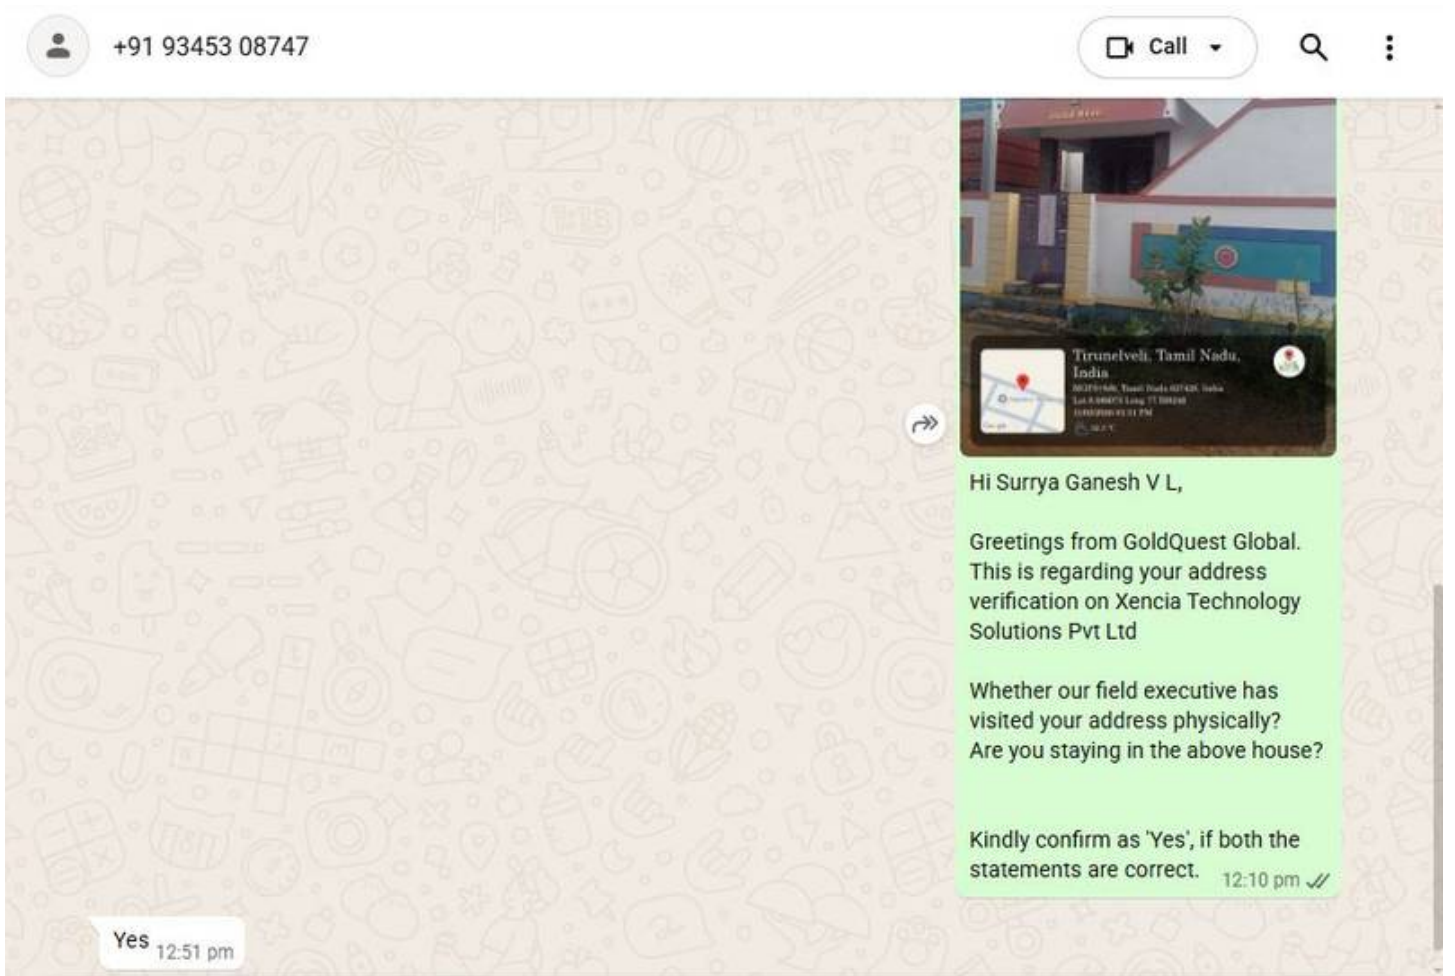 +91 93453 08747
Call
Tirunelveli, Tamil Nadu,
India
Tamil Nadu
India
Hi Surrya Ganesh V L,
Greetings from GoldQuest Global.
This is regarding your address
verification on Xencia Technology
Solutions Pvt Ltd
Whether our field executive has
visited your address physically?
Are you staying in the above house?
Kindly confirm as 'Yes', if both the
statements are correct.
12:10 pm
Yes
12:51 pm